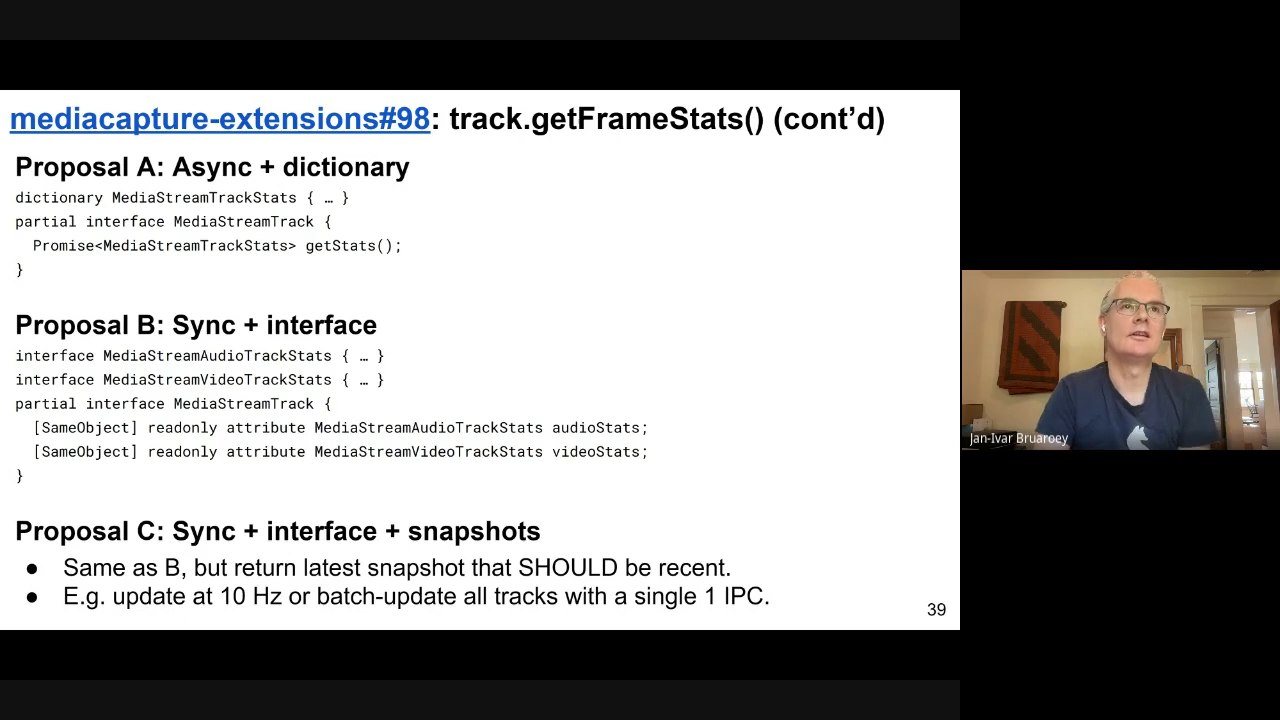 mediacapture-extensions#98: track.getFrameStats() (cont’d)
Proposal A: Async + dictionary
dictionary MediaStreamTrackStats { … }
partial interface MediaStreamTrack {
  Promise<MediaStreamTrackStats> getStats();
}
Proposal B: Sync + interface
interface MediaStreamAudioTrackStats { … }
interface MediaStreamVideoTrackStats { … }
partial interface MediaStreamTrack {
  [SameObject] readonly attribute MediaStreamAudioTrackStats audioStats;
  [SameObject] readonly attribute MediaStreamVideoTrackStats videoStats;
}
Proposal C: Sync + interface + snapshots
● Same as B, but return latest snapshot that SHOULD be recent.
● E.g. update at 10 Hz or batch-update all tracks with a single 1 IPC.
39
Jan-Ivar Bruaroey